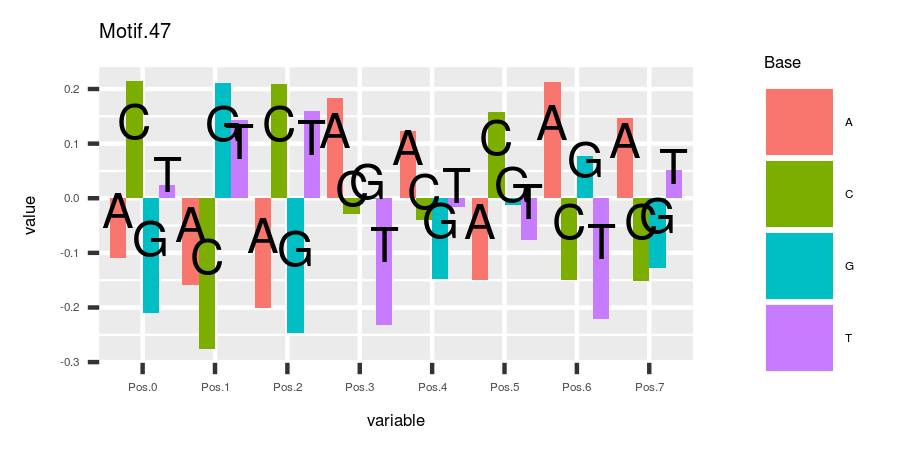 Motif.47
value
0.2
0.1
0.0
-0.1
-0.2
-0.3
A C G T A C G T A C G T A C G T A C G T A C G T A C G T A C G T
Pos.0 Pos.1 Pos.2 Pos.3 Pos.4 Pos.5 Pos.6 Pos.7
variable
Base
A
C
G
T